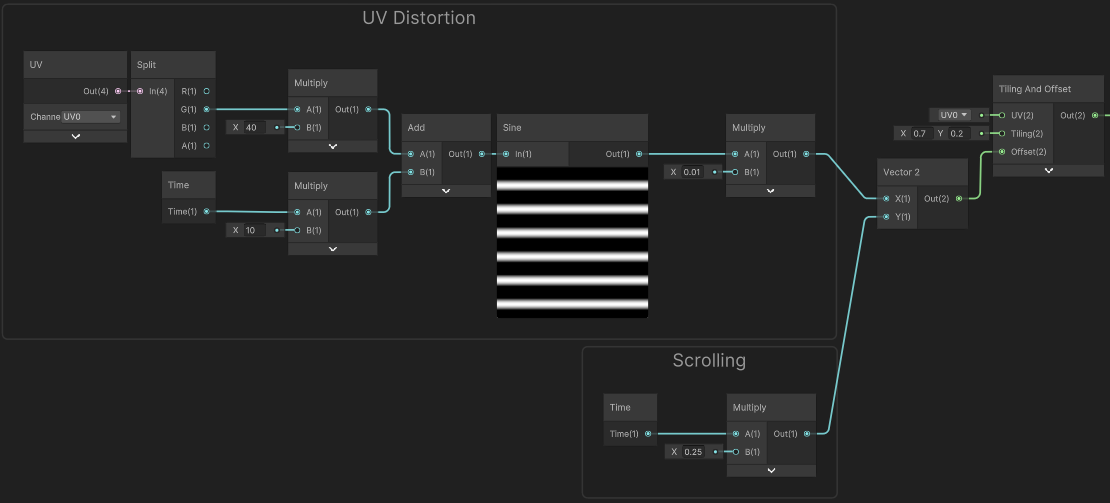 UV Distortion
UV
Out(4)
Channe UV0
Split
In(4) R(1)
G(1)
B(1)
A(1)
Multiply
A(1) Out(1)
X 40 B(1)
Time
Time(1)
Multiply
A(1) Out(1)
X 10 B(1)
Add
A(1) Out(1)
B(1)
Sine
In(1) Out(1)
Multiply
A(1) Out(1)
X 0.01 B(1)
Vector 2
X(1) Out(2)
Y(1)
Tiling And Offset
UV0 UV(2) Out(2)
X 0.7 Y 0.2 Tiling(2)
Offset(2)
Scrolling
Time
Time(1)
Multiply
A(1) Out(1)
X 0.25 B(1)